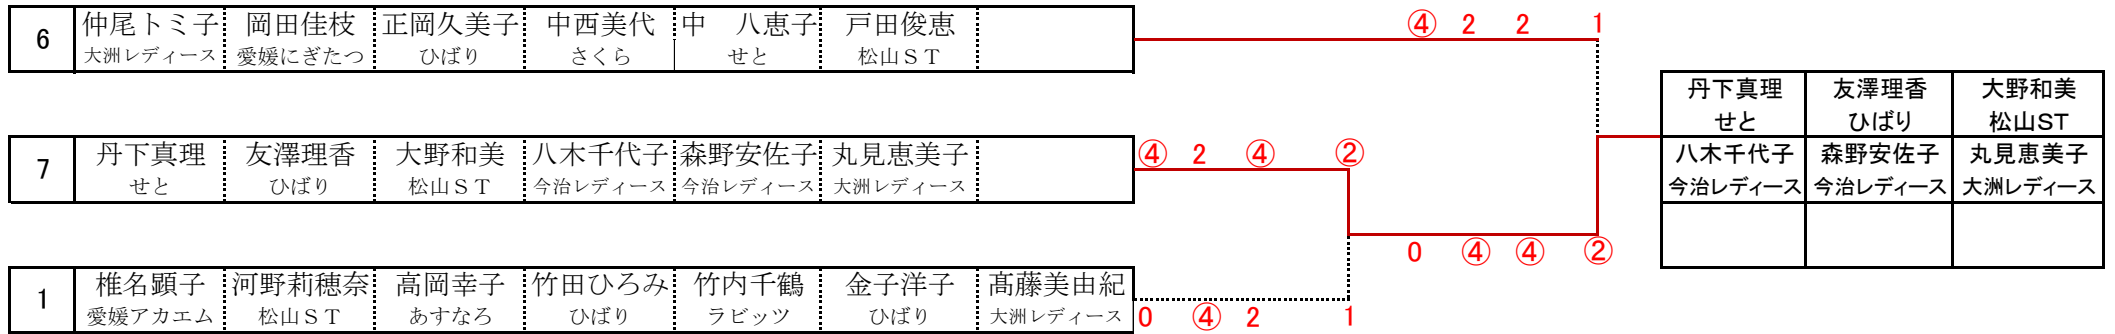 ④ 2 2 1
6 仲尾トミ子 岡田佳枝 正岡久美子 中西美代 中　八恵子 戸田俊恵
大洲レディース 愛媛にぎたつ ひばり さくら せと 松山ＳＴ
丹下真理 友澤理香 大野和美
せと ひばり 松山ST
八木千代子 森野安佐子 丸見恵美子
今治レディース 今治レディース 大洲レディース
④ 2 ④ ②
7 丹下真理 友澤理香 大野和美 八木千代子 森野安佐子 丸見恵美子
せと ひばり 松山ＳＴ 今治レディース 今治レディース 大洲レディース
0 ④ ④ ②
1 椎名顕子 河野莉穂奈 高岡幸子 竹田ひろみ 竹内千鶴 金子洋子 髙藤美由紀
愛媛アカエム 松山ＳＴ あすなろ ひばり ラビッツ ひばり 大洲レディース
0 ④ 2 1